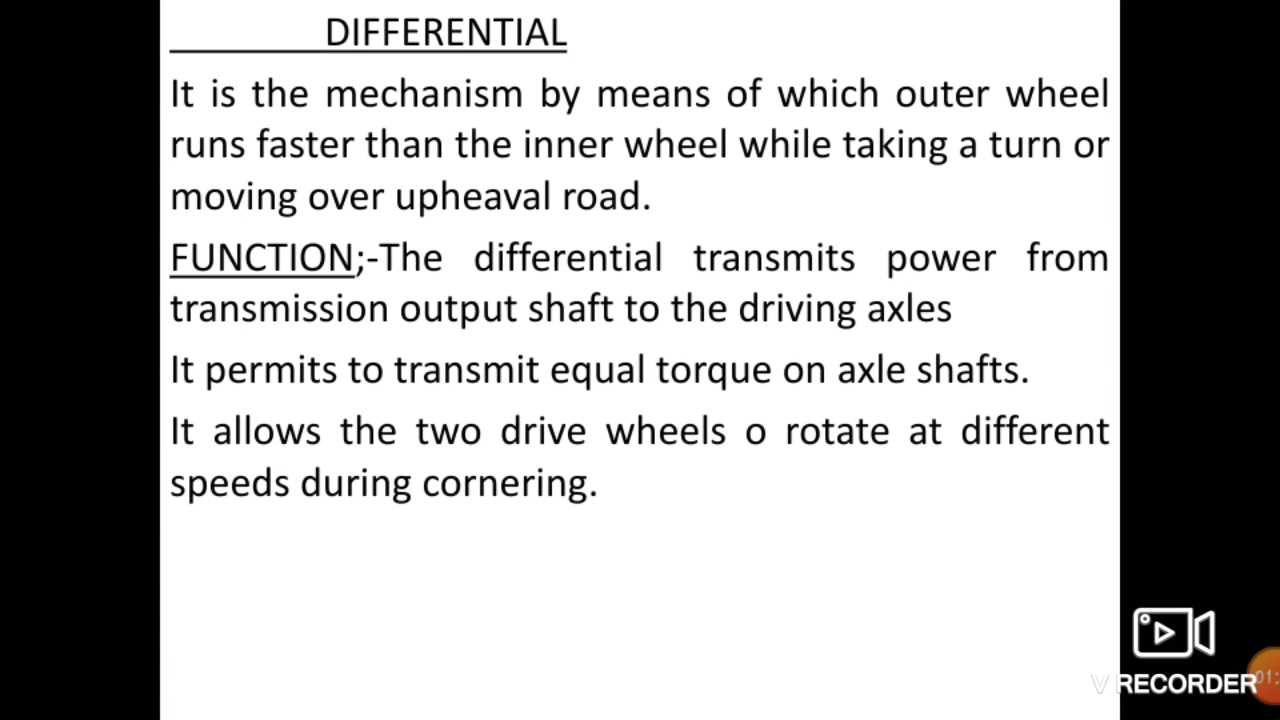 DIFFERENTIAL
It is the mechanism by means of which outer wheel
runs faster than the inner wheel while taking a turn or
moving over upheaval road.
FUNCTION;-The differential transmits power from
transmission output shaft to the driving axles
It permits to transmit equal torque on axle shafts.
It allows the two drive wheels o rotate at different
speeds during cornering.
V RECORDER
01: